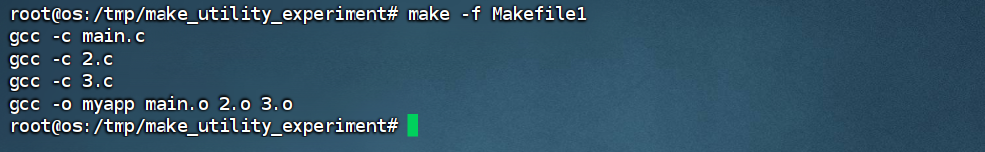 root@os:/tmp/make_utility_experiment# make -f Makefile1
gcc -c main.c
gcc -c 2.c
gcc -c 3.c
gcc -o myapp main.o 2.o 3.o
root@os:/tmp/make_utility_experiment#